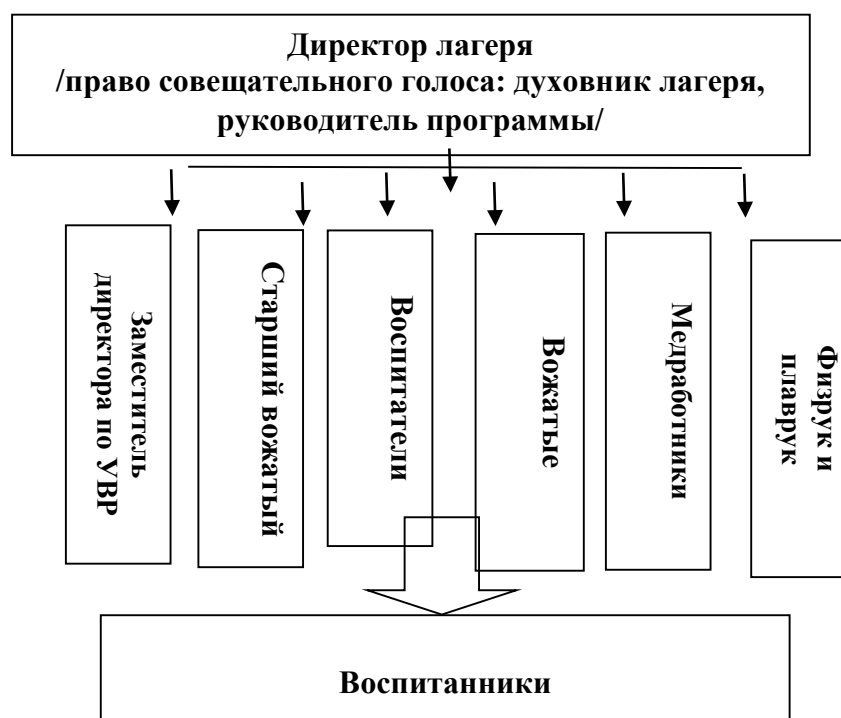 Директор лагеря
/право совещательного голоса: духовник лагеря,
руководитель программы/
Заместитель
директора по УВР
Старший вожатый
Воспитатели
Вожатые
Медработники
Физрук и
плаврук
Воспитанники